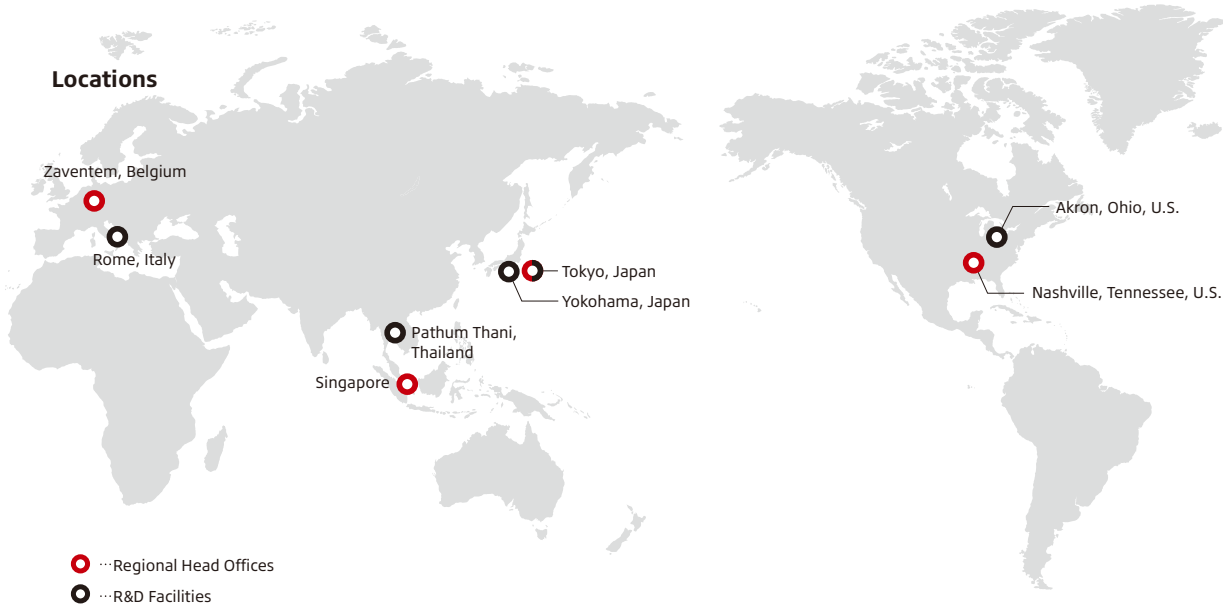 Locations
Zaventem, Belgium
Rome, Italy
Tokyo, Japan
Yokohama, Japan
Pathum Thani,
Thailand
Singapore
Akron, Ohio, U.S.
Nashville, Tennessee, U.S.
…Regional Head Offices
…R&D Facilities